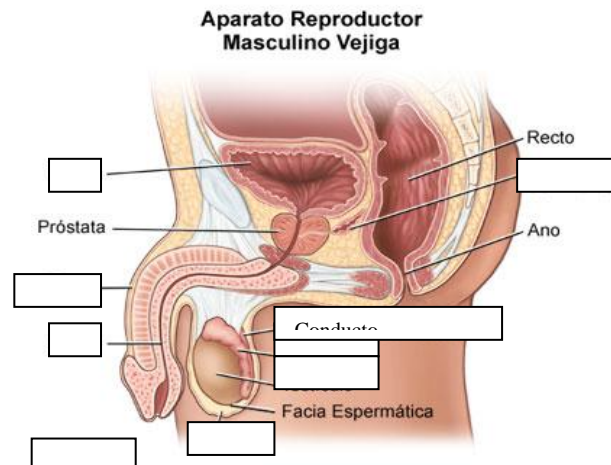 Aparato Reproductor
Masculino Vejiga
Recto
Próstata
Ano
Conducto
Facia Espermática